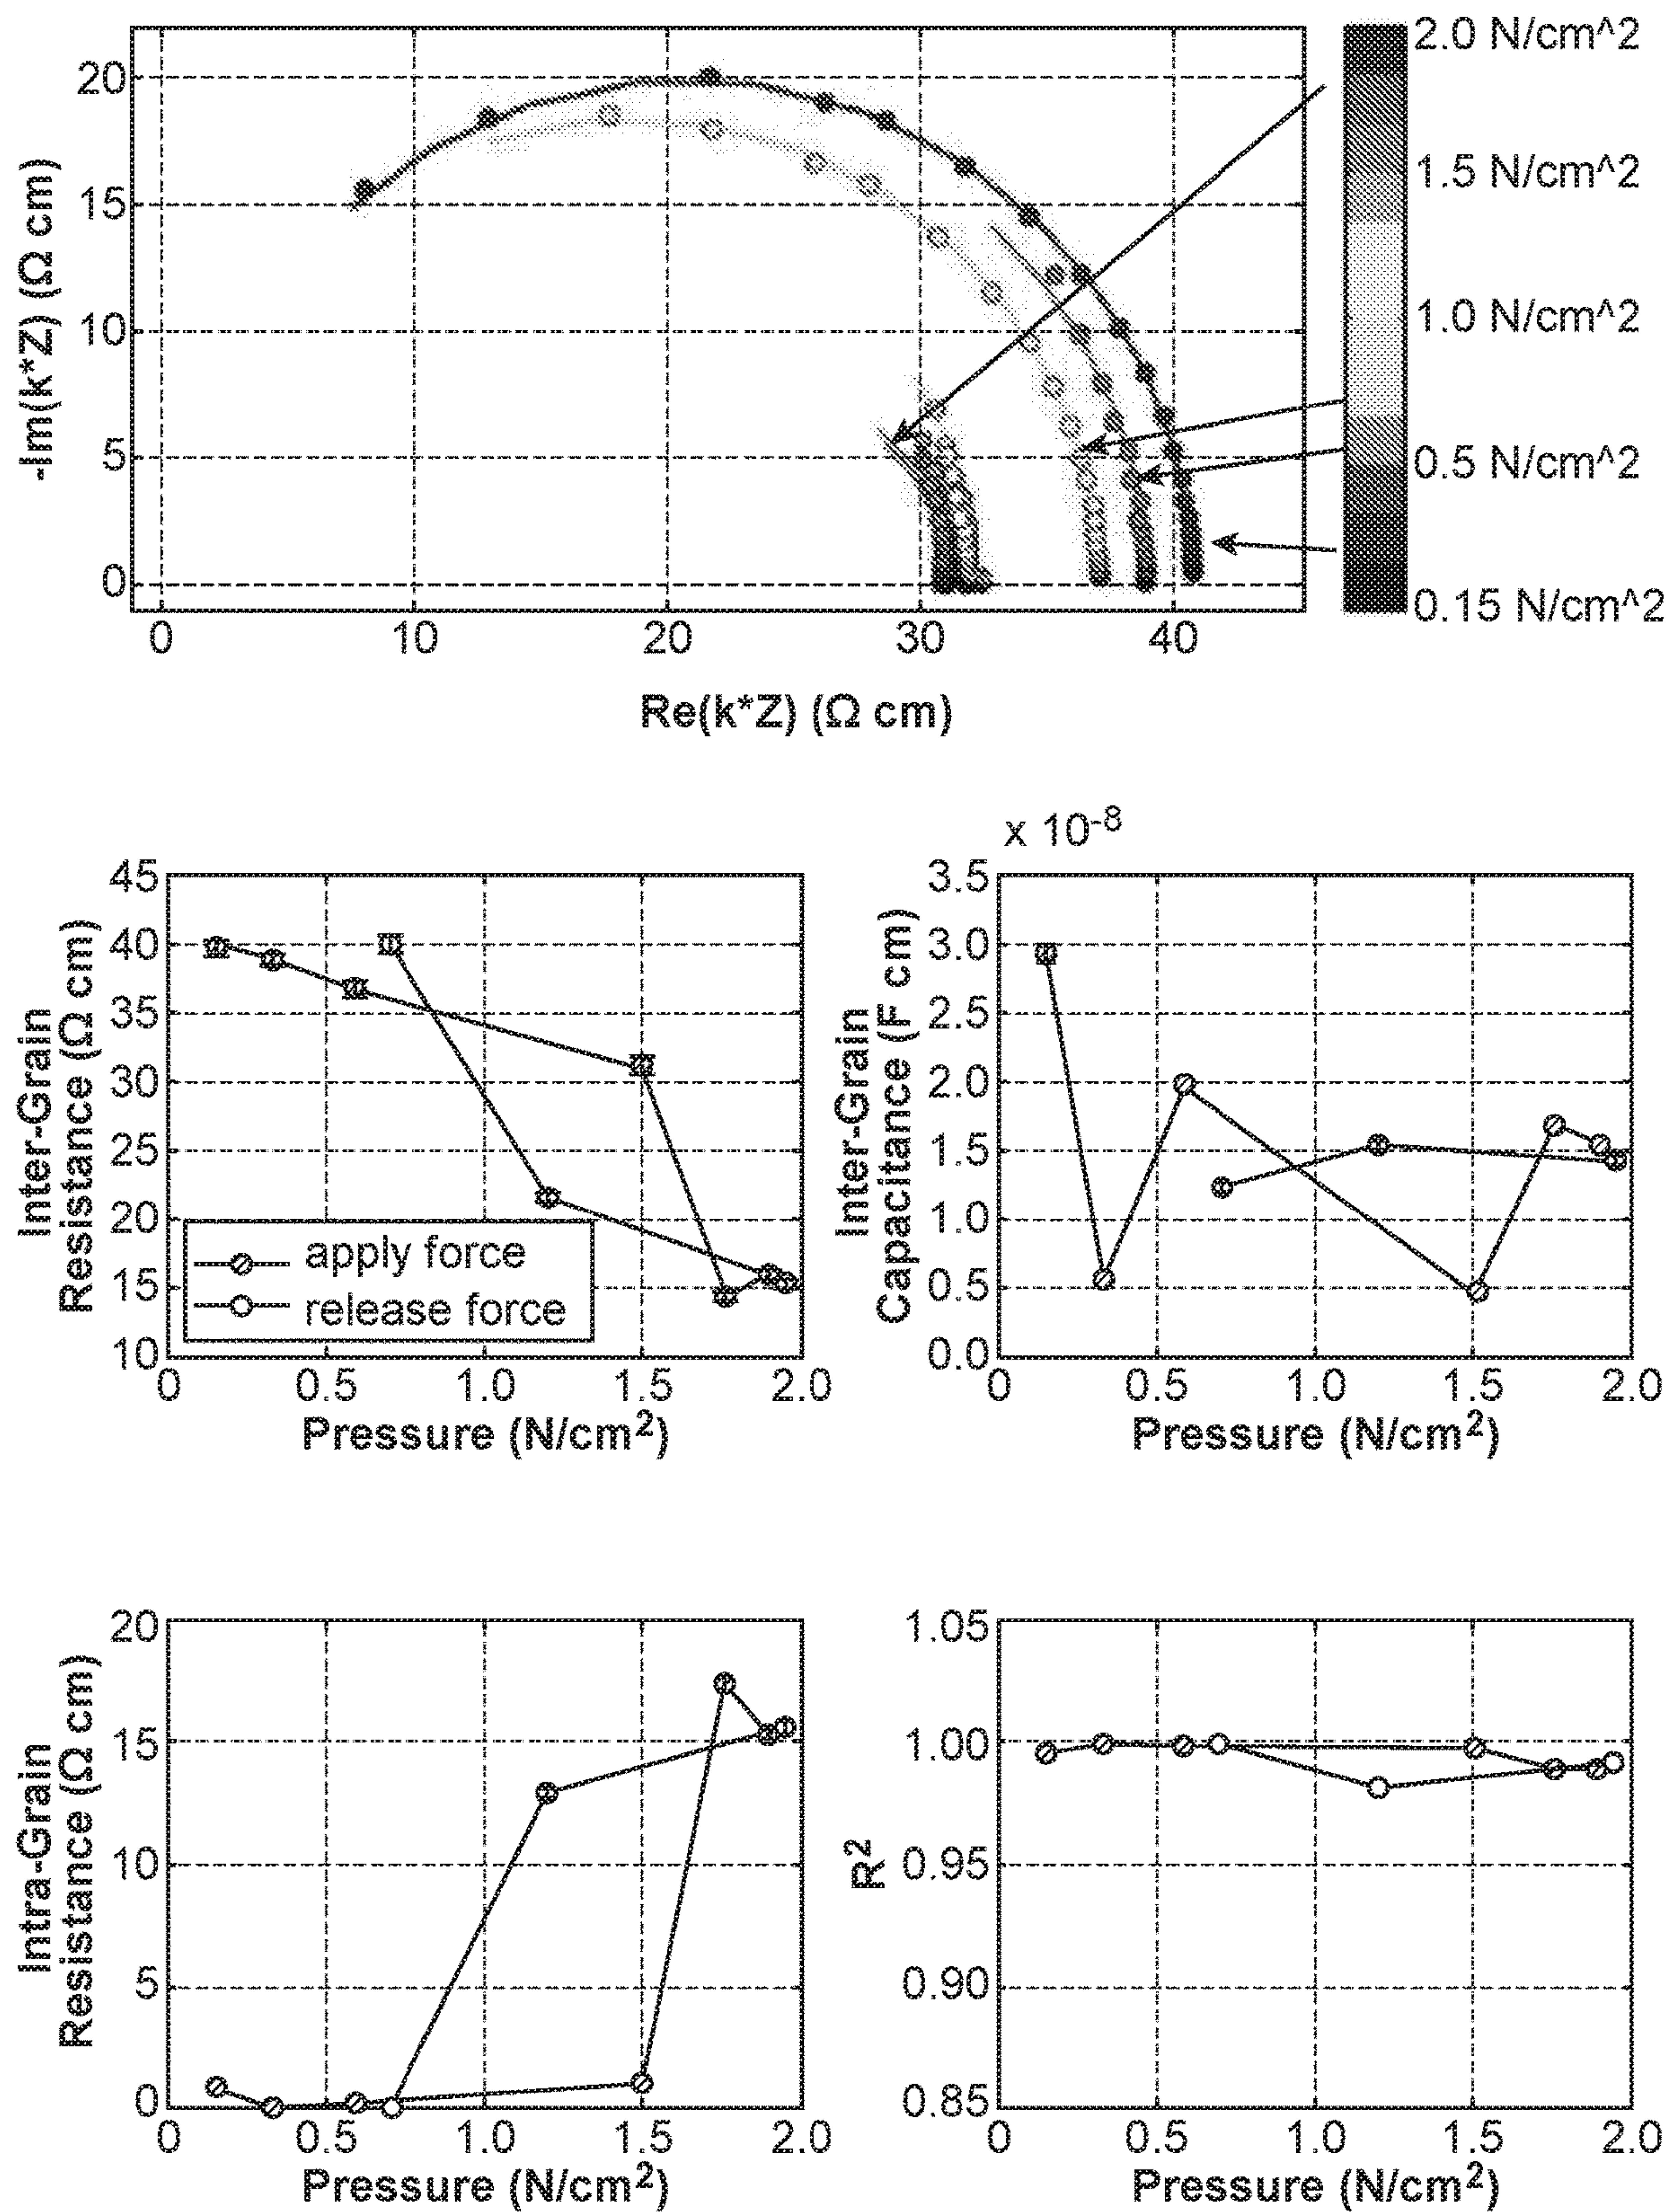 -Im(k*Z) (Ω cm)
20
15
10
5
0
0 10 20 30 40
Re(k*Z) (Ω cm)
2.0 N/cm^2
1.5 N/cm^2
1.0 N/cm^2
0.5 N/cm^2
0.15 N/cm^2
Inter-Grain
Resistance (Ω cm)
45
40
35
30
25
20
15
10
apply force
release force
0 0.5 1.0 1.5 2.0
Pressure (N/cm²)
x 10⁻⁸
Inter-Grain
Capacitance (F cm)
3.5
3.0
2.5
2.0
1.5
1.0
0.5
0.0
0 0.5 1.0 1.5 2.0
Pressure (N/cm²)
Intra-Grain
Resistance (Ω cm)
20
15
10
5
0
0 0.5 1.0 1.5 2.0
Pressure (N/cm²)
R²
1.05
1.00
0.95
0.90
0.85
0 0.5 1.0 1.5 2.0
Pressure (N/cm²)